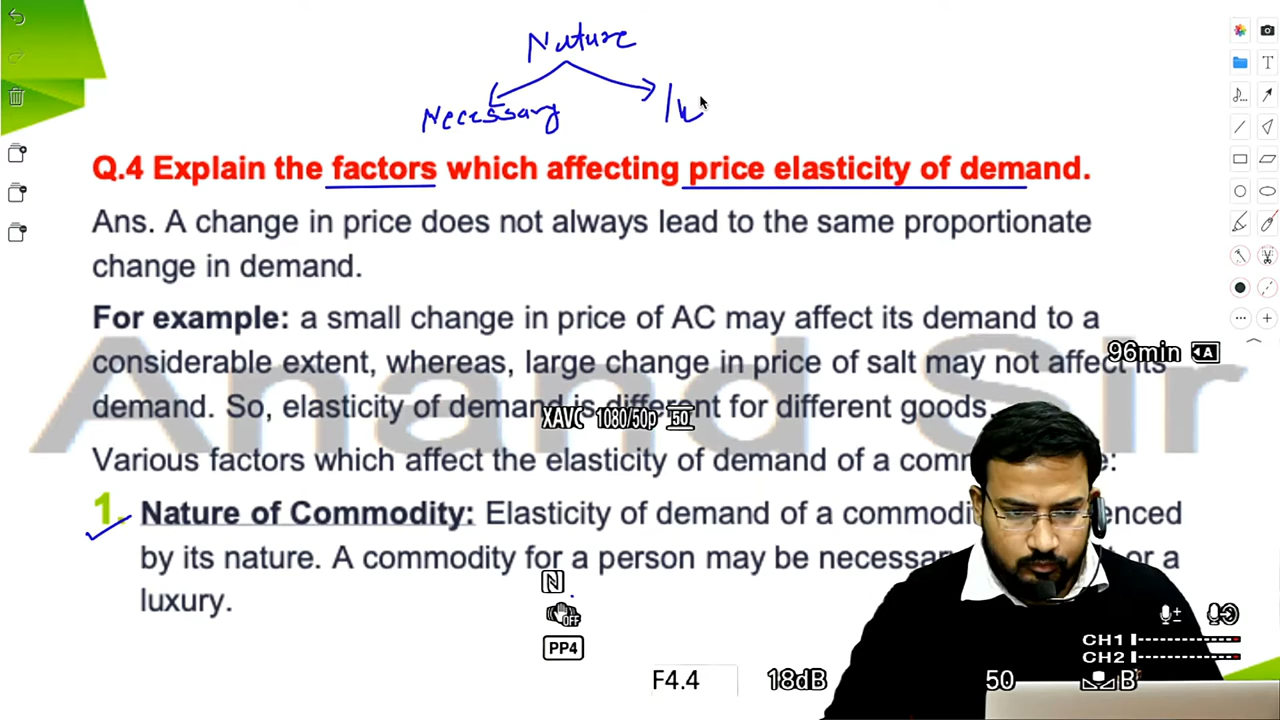 Nature
Necessary
Q.4 Explain the factors which affecting price elasticity of demand.
Ans. A change in price does not always lead to the same proportionate
change in demand.
For example: a small change in price of AC may affect its demand to a
considerable extent, whereas, large change in price of salt may not affect its
demand. So, elasticity of demand is different for different goods.
Various factors which affect the elasticity of demand of a
1. Nature of Commodity: Elasticity of demand of a
by its nature. A commodity for a person may be or a
luxury.
Anand Sir
96min A
XAVC 1080/50p 50
N
OFF
PP4
CH1
CH2
F4.4 18dB 50 B